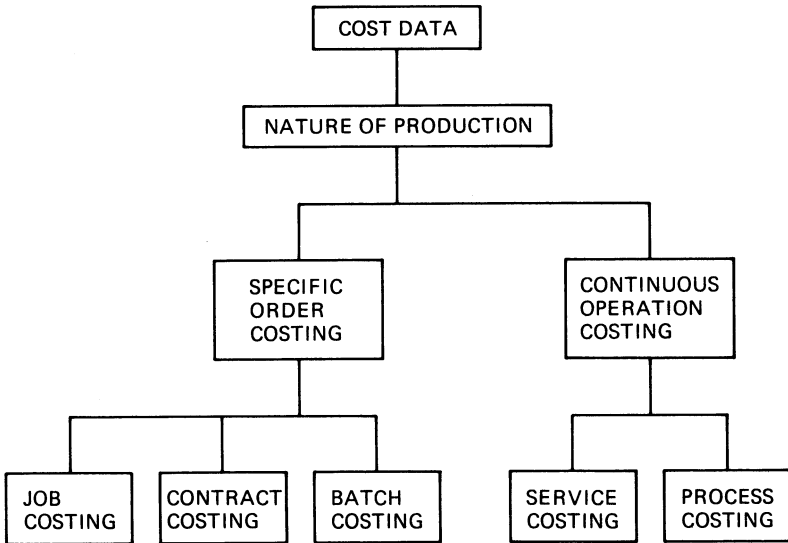 COST DATA
NATURE OF PRODUCTION
SPECIFIC
ORDER
COSTING
CONTINUOUS
OPERATION
COSTING
JOB
COSTING
CONTRACT
COSTING
BATCH
COSTING
SERVICE
COSTING
PROCESS
COSTING